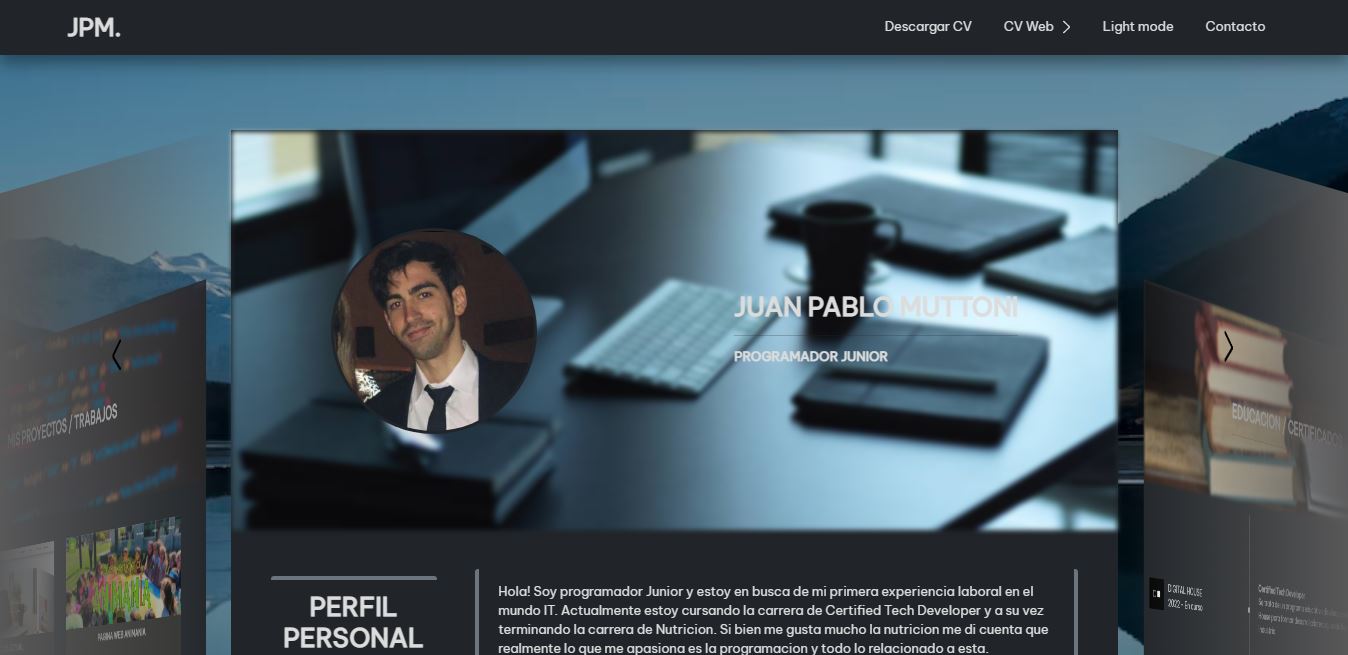 JPM.
Descargar CV
CV Web
Light mode
Contacto
JUAN PABLO MUTTONI
PROGRAMADOR JUNIOR
MIS PROYECTOS / TRABAJOS
PAGINA WEB ANIMANIA
EDUCACION / CERTIFICADOS
DIGITAL HOUSE
2022 - En curso
Certified Tech Developer
PERFIL
PERSONAL
Hola! Soy programador Junior y estoy en busca de mi primera experiencia laboral en el
mundo IT. Actualmente estoy cursando la carrera de Certified Tech Developer y a su vez
terminando la carrera de Nutricion. Si bien me gusta mucho la nutricion me di cuenta que
realmente lo que me apasiona es la programacion y todo lo relacionado a esta.